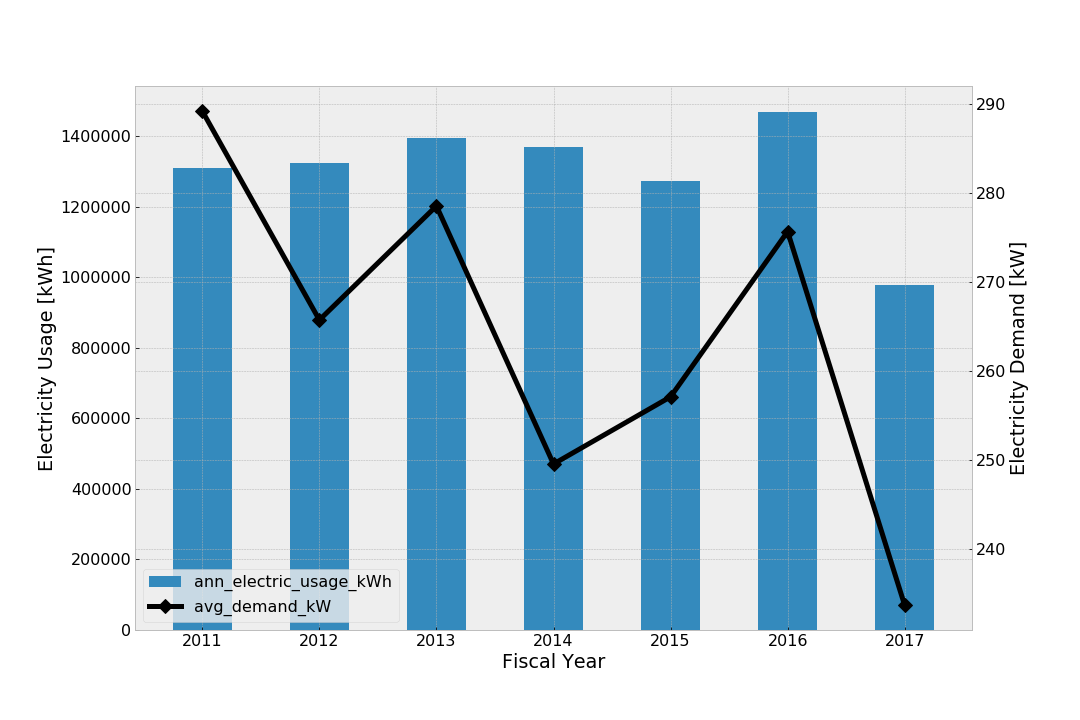 Electricity Usage [kWh]
1400000
1200000
1000000
800000
600000
400000
200000
0
290
280
270
260
250
240
Electricity Demand [kW]
ann_electric_usage_kWh
avg_demand_kW
2011 2012 2013 2014 2015 2016 2017
Fiscal Year